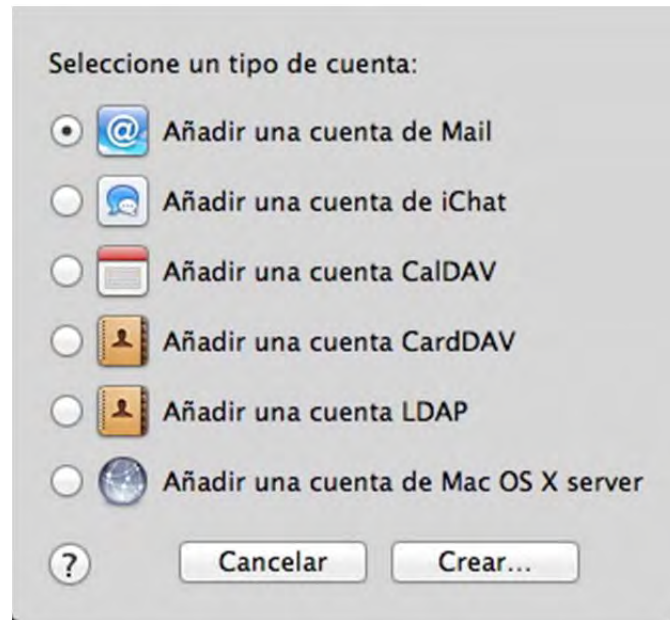 Seleccione un tipo de cuenta:
@ Añadir una cuenta de Mail
Añadir una cuenta de iChat
Añadir una cuenta CalDAV
Añadir una cuenta CardDAV
Añadir una cuenta LDAP
Añadir una cuenta de Mac OS X server
? Cancelar Crear...